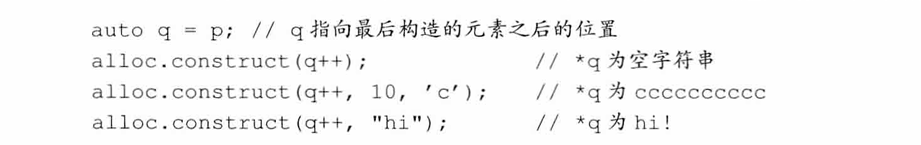 auto q = p; // q指向最后构造的元素之后的位置
alloc.construct(q++); // *q为空字符串
alloc.construct(q++, 10, 'c'); // *q为cccccccccc
alloc.construct(q++, "hi"); // *q为hi!